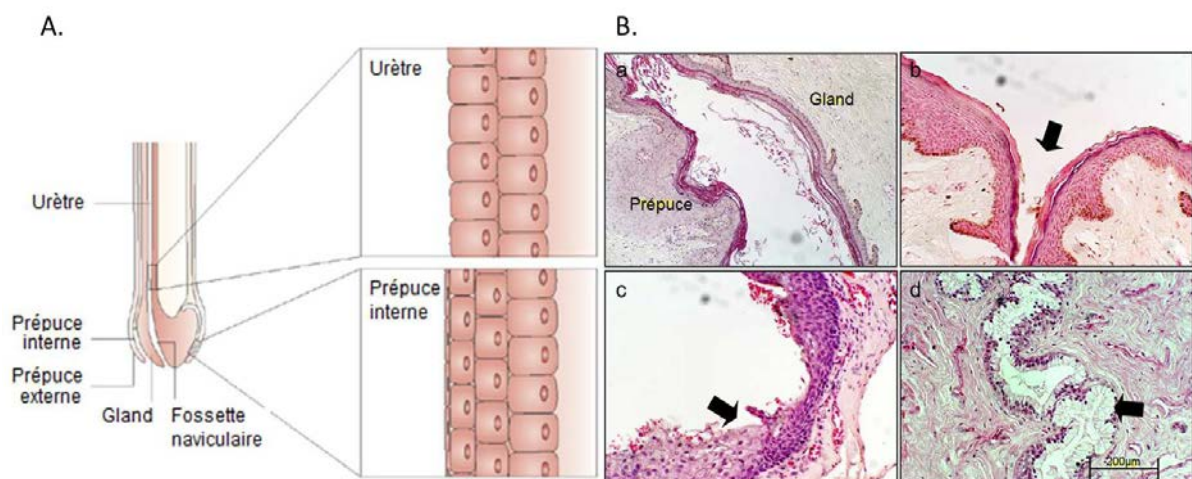 A.
Urètre
Urètre
Prépuce
interne
Prépuce
interne
Prépuce
externe
Gland
Fossette
naviculaire
B.
a
Gland
Prépuce
b
c
d
200µm